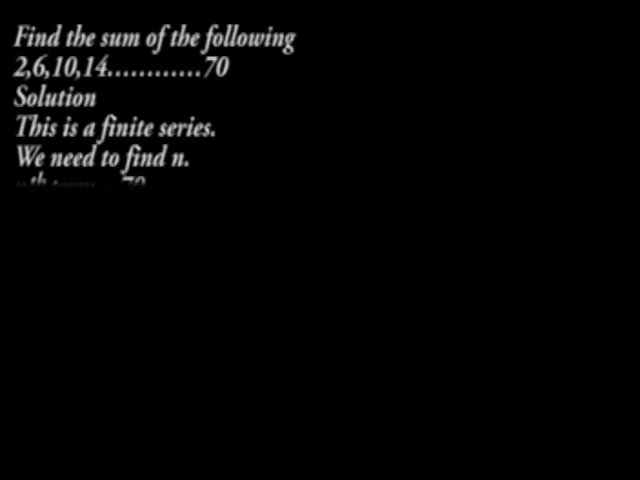 Find the sum of the following
2,6,10,14............70
Solution
This is a finite series.
We need to find n.